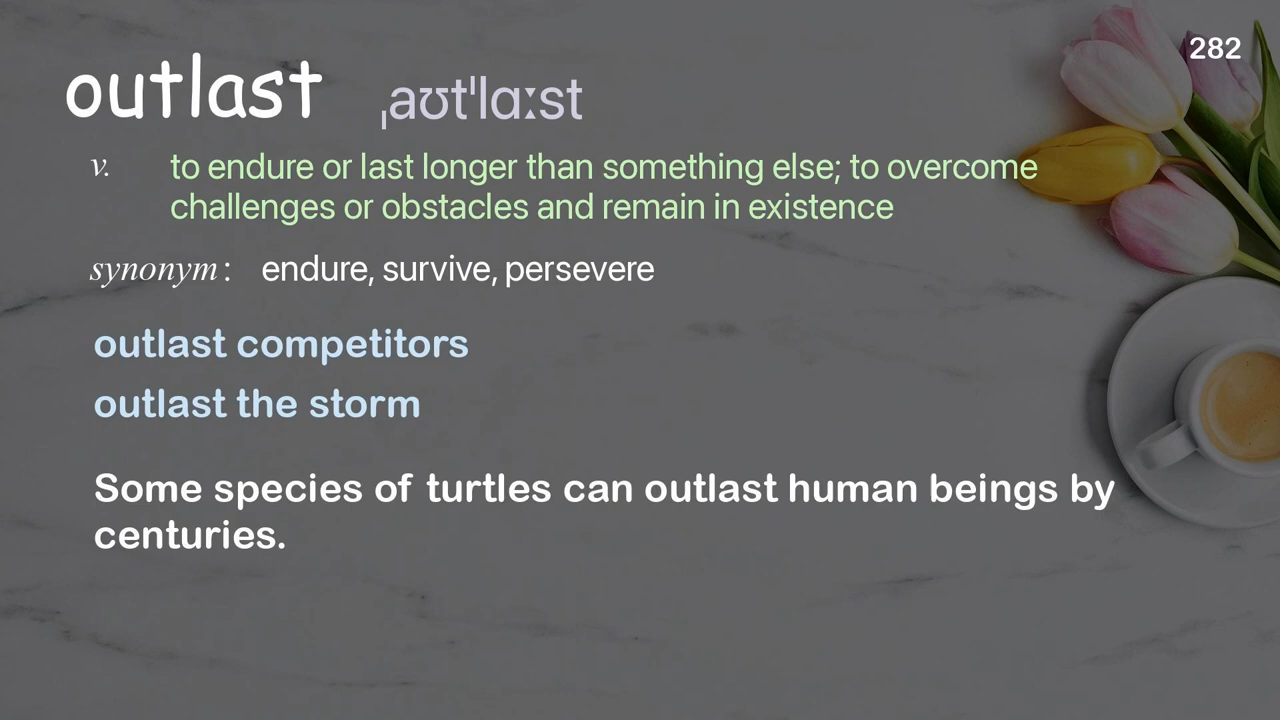 282
outlast ˌaʊt'lɑːst
v. to endure or last longer than something else; to overcome
challenges or obstacles and remain in existence
synonym: endure, survive, persevere
outlast competitors
outlast the storm
Some species of turtles can outlast human beings by
centuries.